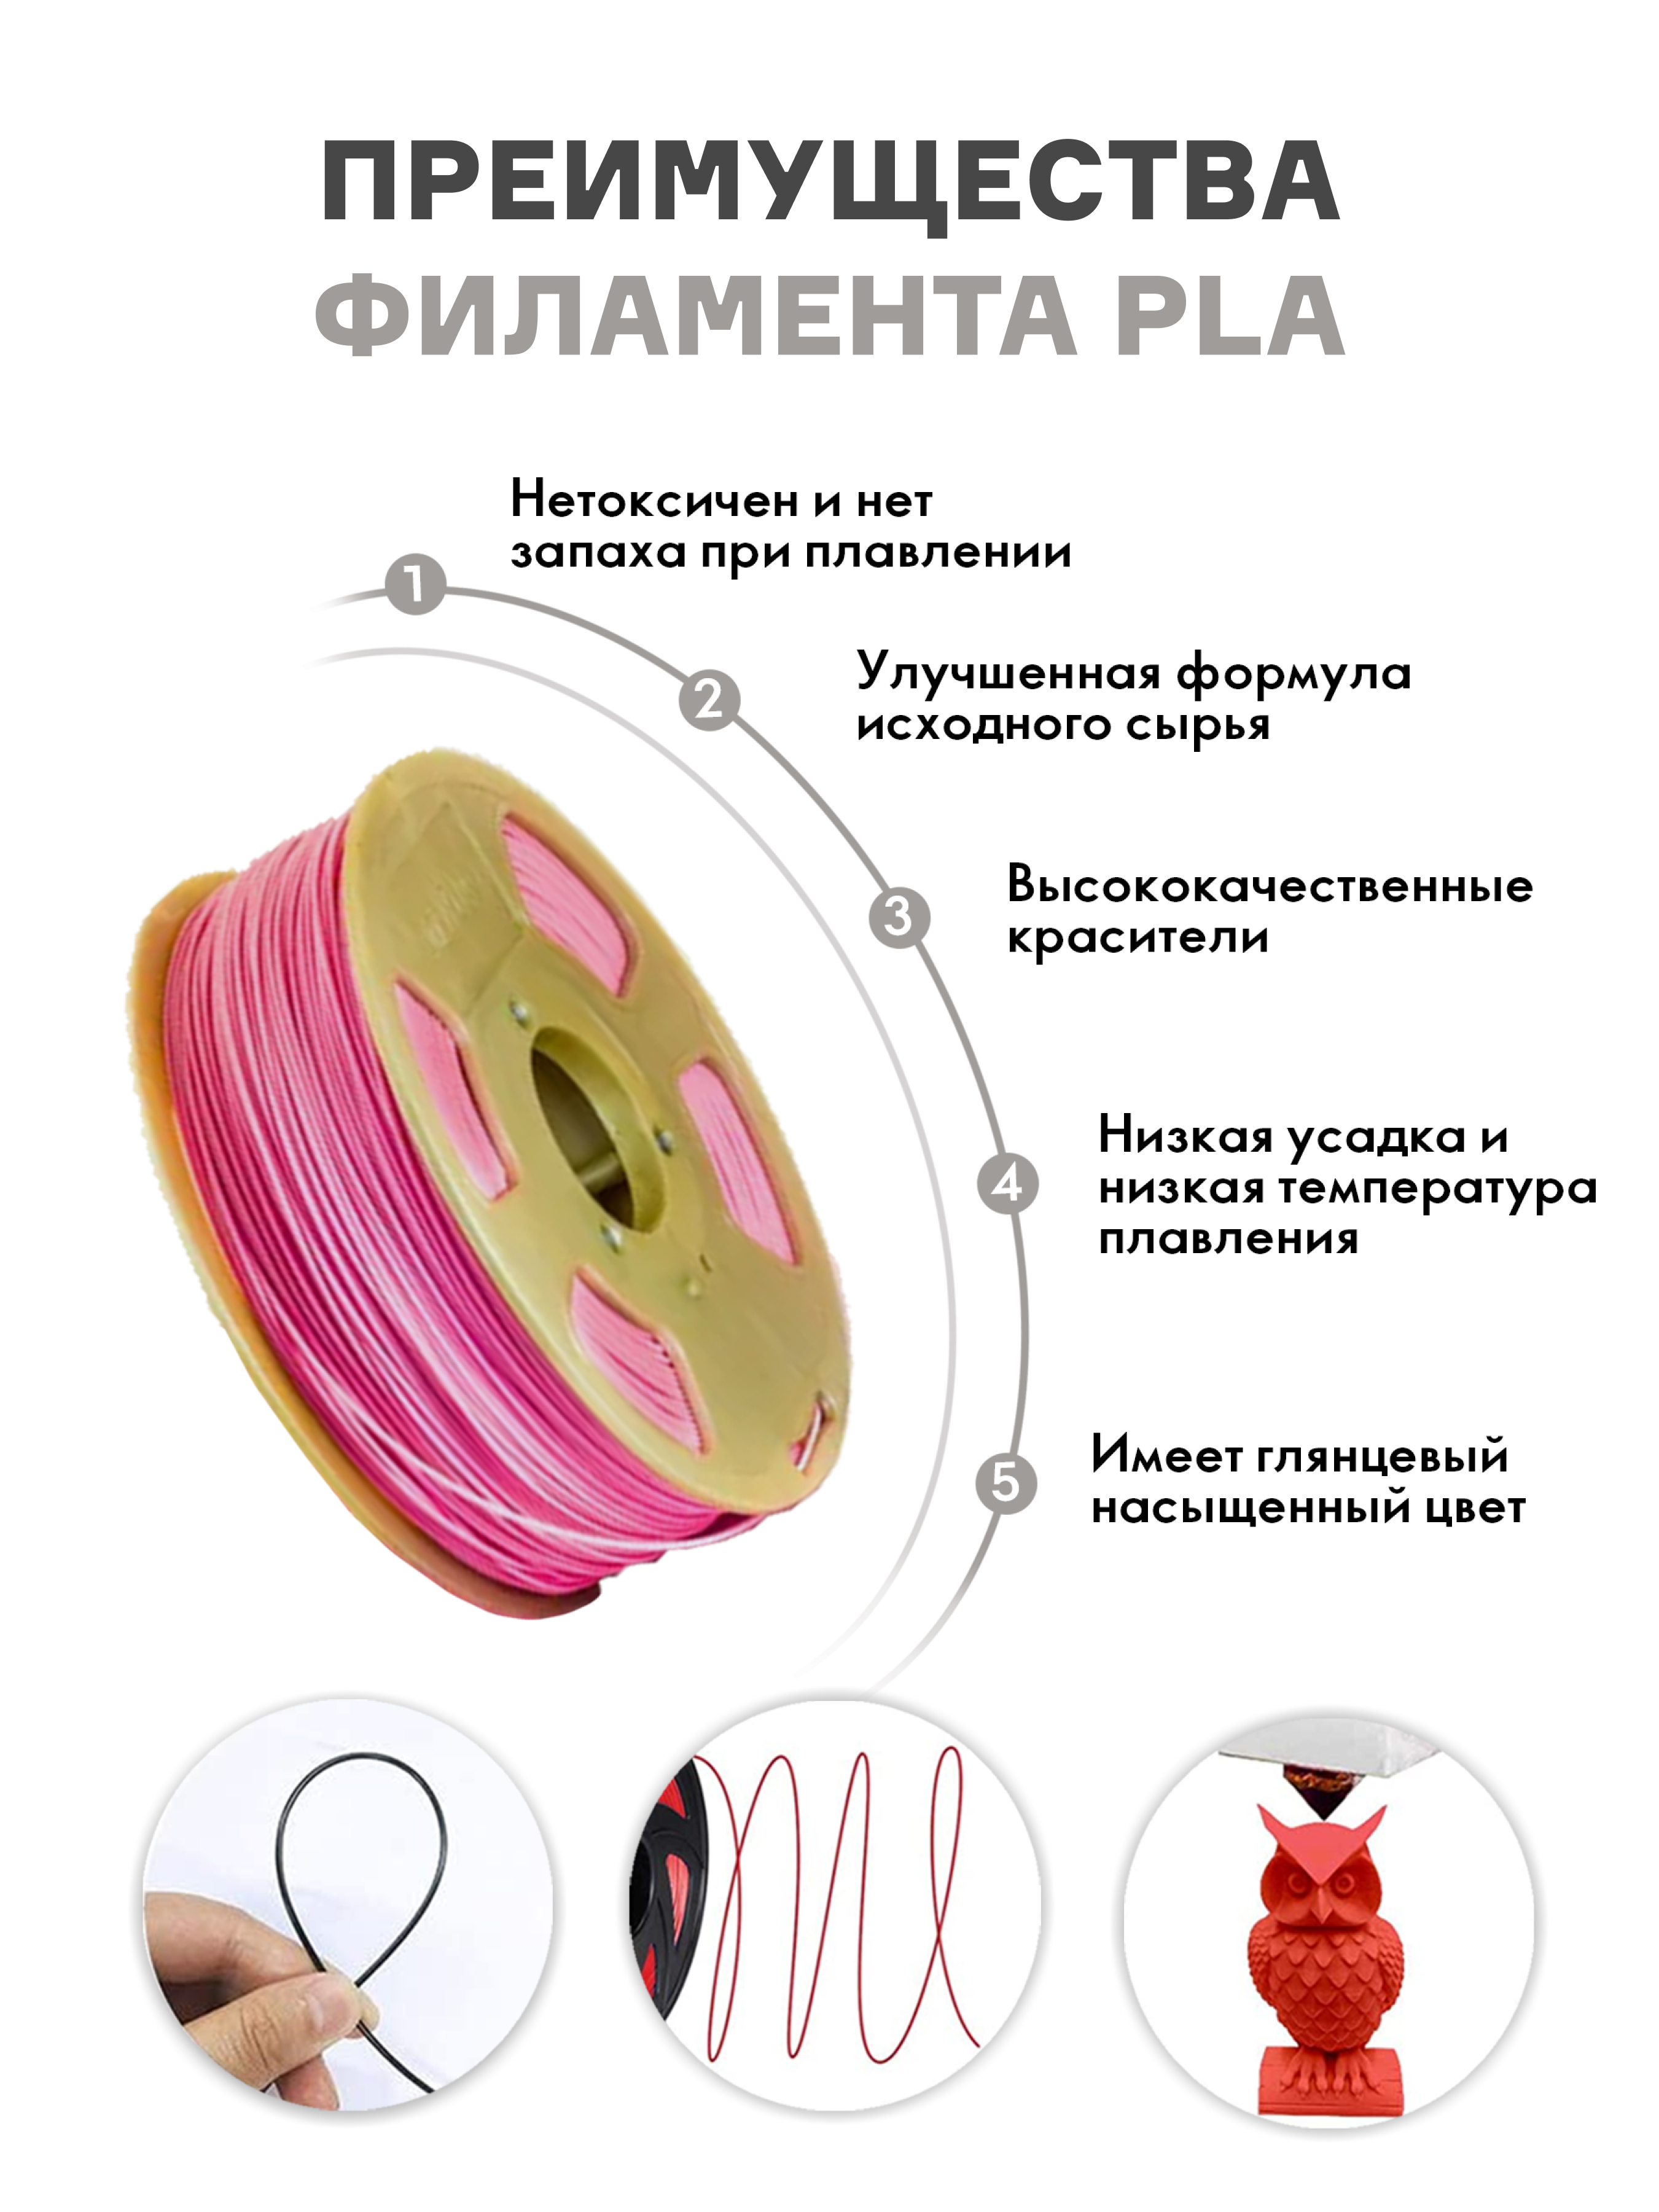 ПРЕИМУЩЕСТВА
ФИЛАМЕНТА PLA
1
Нетоксичен и нет
запаха при плавлении
2
Улучшенная формула
исходного сырья
3
Высококачественные
красители
4
Низкая усадка и
низкая температура
плавления
5
Имеет глянцевый
насыщенный цвет